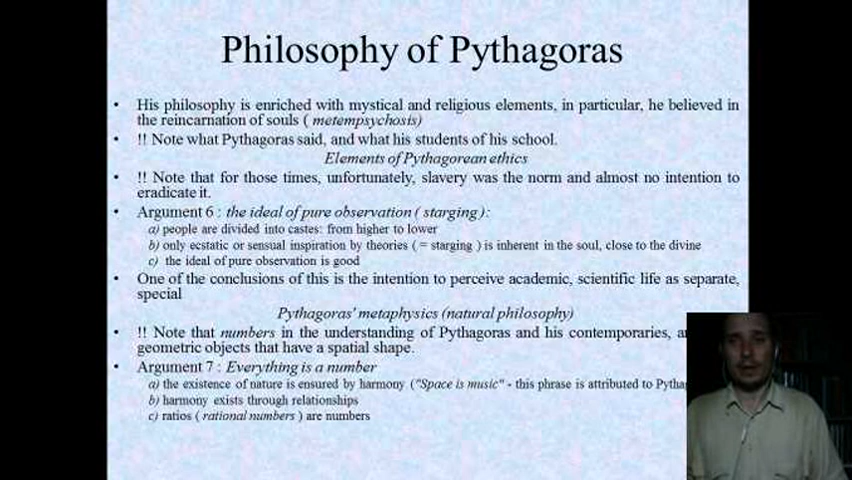 Philosophy of Pythagoras
• His philosophy is enriched with mystical and religious elements, in particular, he believed in
the reincarnation of souls ( metempsychosis)
• !! Note what Pythagoras said, and what his students of his school.
Elements of Pythagorean ethics
• !! Note that for those times, unfortunately, slavery was the norm and almost no intention to
eradicate it.
• Argument 6 : the ideal of pure observation ( starging ) :
a) people are divided into castes: from higher to lower
b) only ecstatic or sensual inspiration by theories ( = starging ) is inherent in the soul, close to the divine
c) the ideal of pure observation is good
• One of the conclusions of this is the intention to perceive academic, scientific life as separate,
special
Pythagoras' metaphysics (natural philosophy)
• !! Note that numbers in the understanding of Pythagoras and his contemporaries,
geometric objects that have a spatial shape.
• Argument 7 : Everything is a number
a) the existence of nature is ensured by harmony ("Space is music" - this phrase is attributed to
b) harmony exists through relationships
c) ratios ( rational numbers ) are numbers